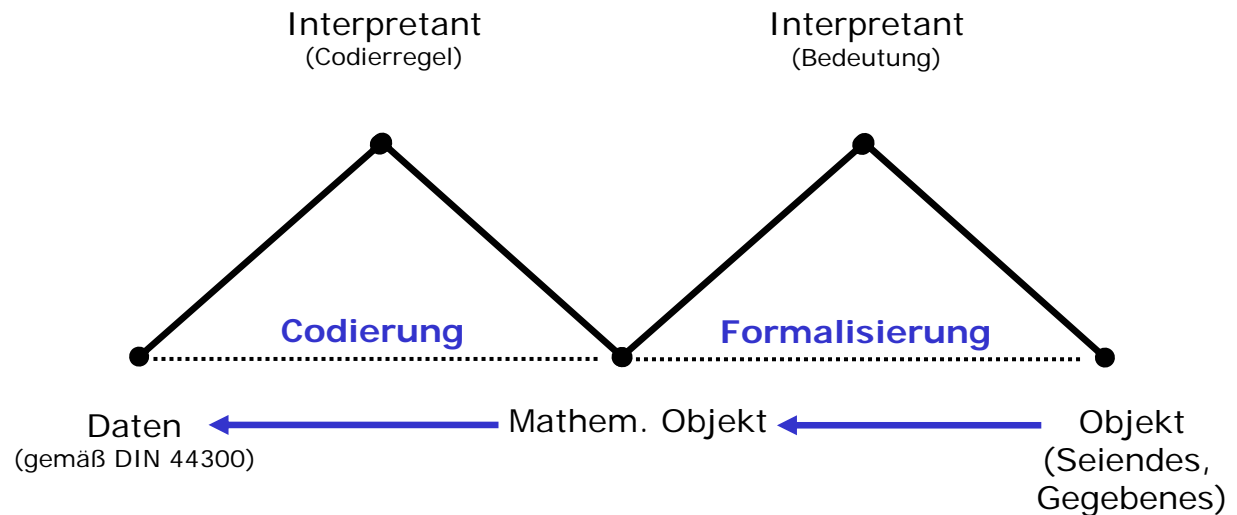 Interpretant
(Codierregel)
Interpretant
(Bedeutung)
Codierung
Formalisierung
Daten
(gemäß DIN 44300)
Mathem. Objekt
Objekt
(Seiendes,
Gegebenes)